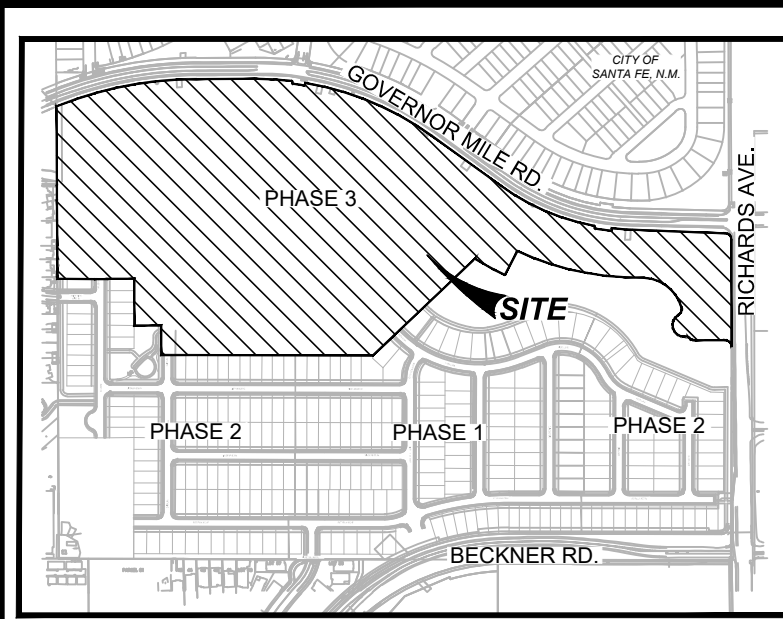 CITY OF
SANTA FE, N.M.
GOVERNOR MILE RD.
PHASE 3
RICHARDS AVE.
SITE
PHASE 2
PHASE 1
PHASE 2
BECKNER RD.